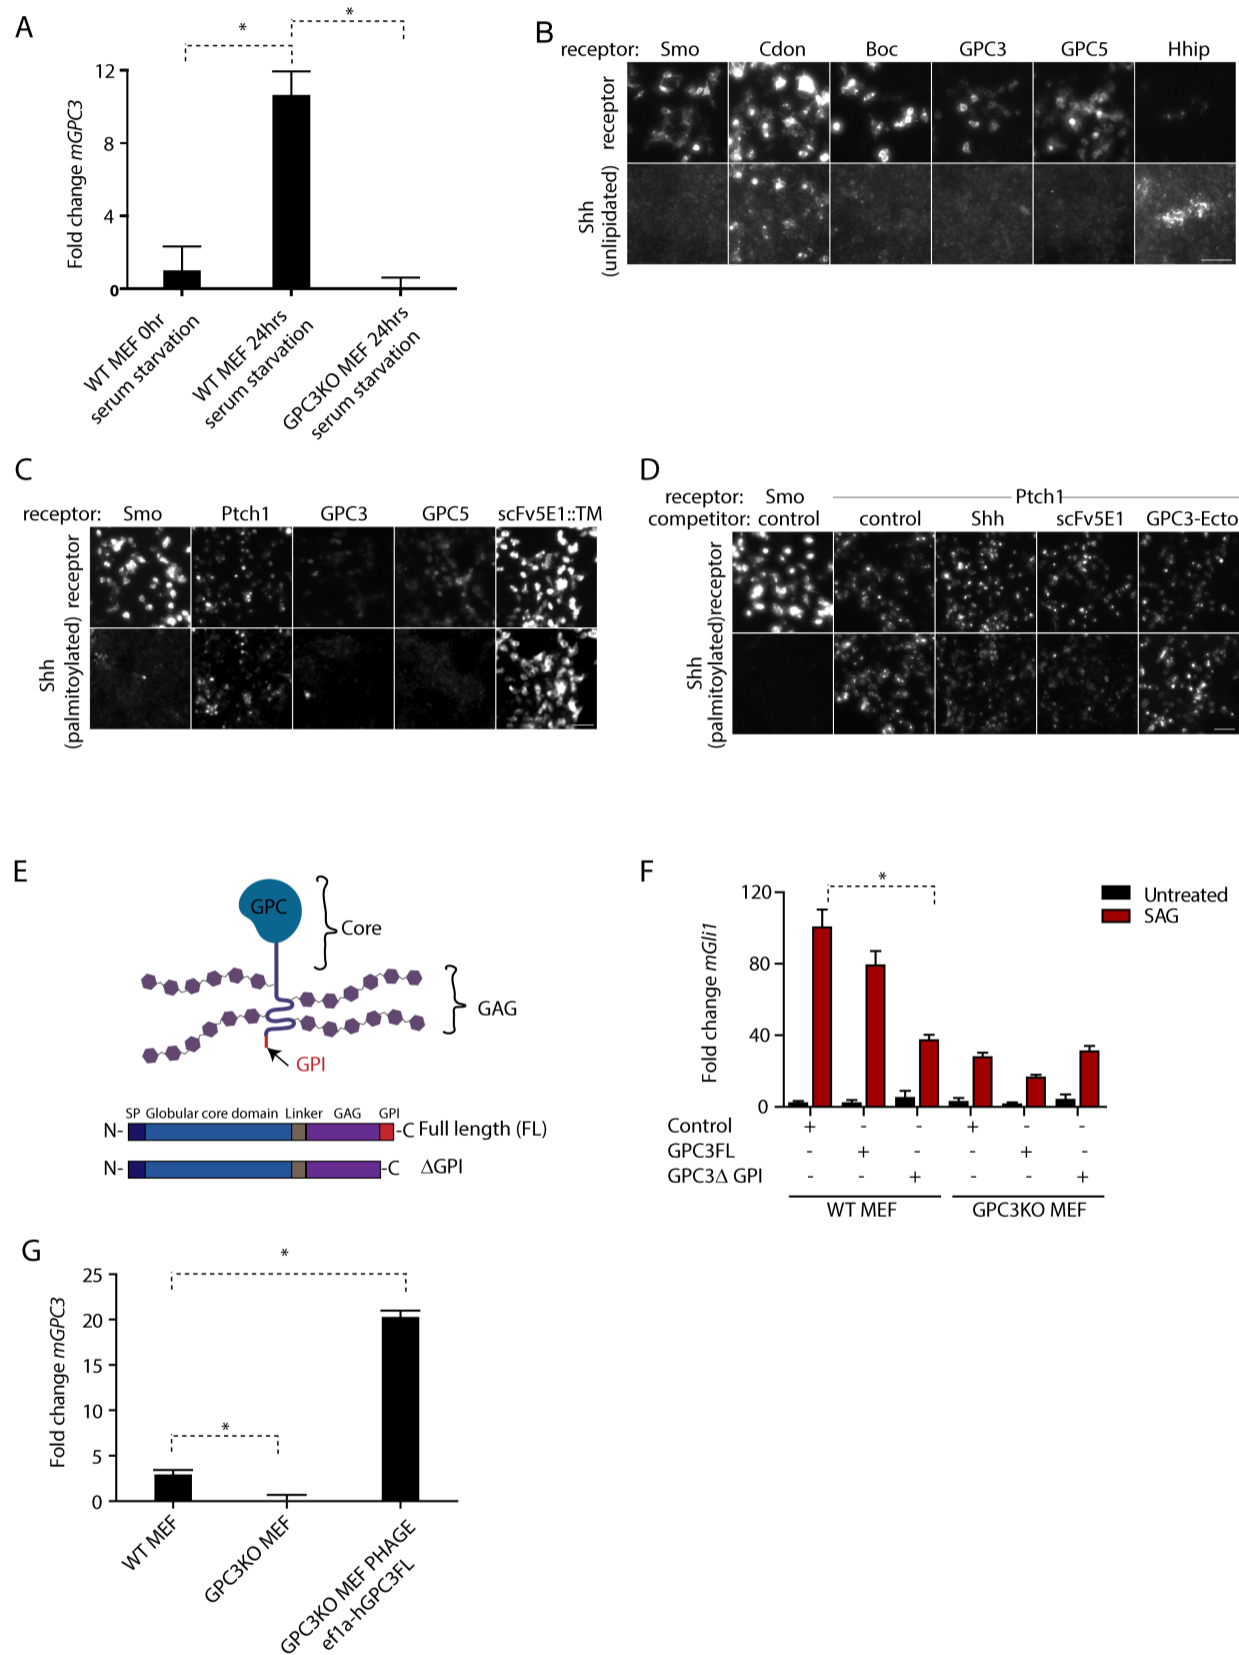 A
*
*
Fold change mGPC3
12
8
4
0
WT MEF 0hr
serum starvation
WT MEF 24hrs
serum starvation
GPC3KO MEF 24hrs
serum starvation
B
receptor: Smo Cdon Boc GPC3 GPC5 Hhip
receptor
Shh
(unlipidated)
C
receptor: Smo Ptch1 GPC3 GPC5 scFv5E1::TM
receptor
Shh
(palmitoylated)
D
receptor: Smo Ptch1
competitor: control control Shh scFv5E1 GPC3-Ecto
receptor
Shh
(palmitoylated)
E
GPC
Core
GAG
GPI
SP Globular core domain Linker GAG GPI
N- -C Full length (FL)
N- -C ΔGPI
F
*
Untreated
SAG
Fold change mGli1
120
80
40
0
Control + - - + - -
GPC3FL - + - - + -
GPC3Δ GPI - - + - - +
WT MEF GPC3KO MEF
G
*
*
Fold change mGPC3
25
20
15
10
5
0
WT MEF
GPC3KO MEF
GPC3KO MEF PHAGE
ef1a-hGPC3FL